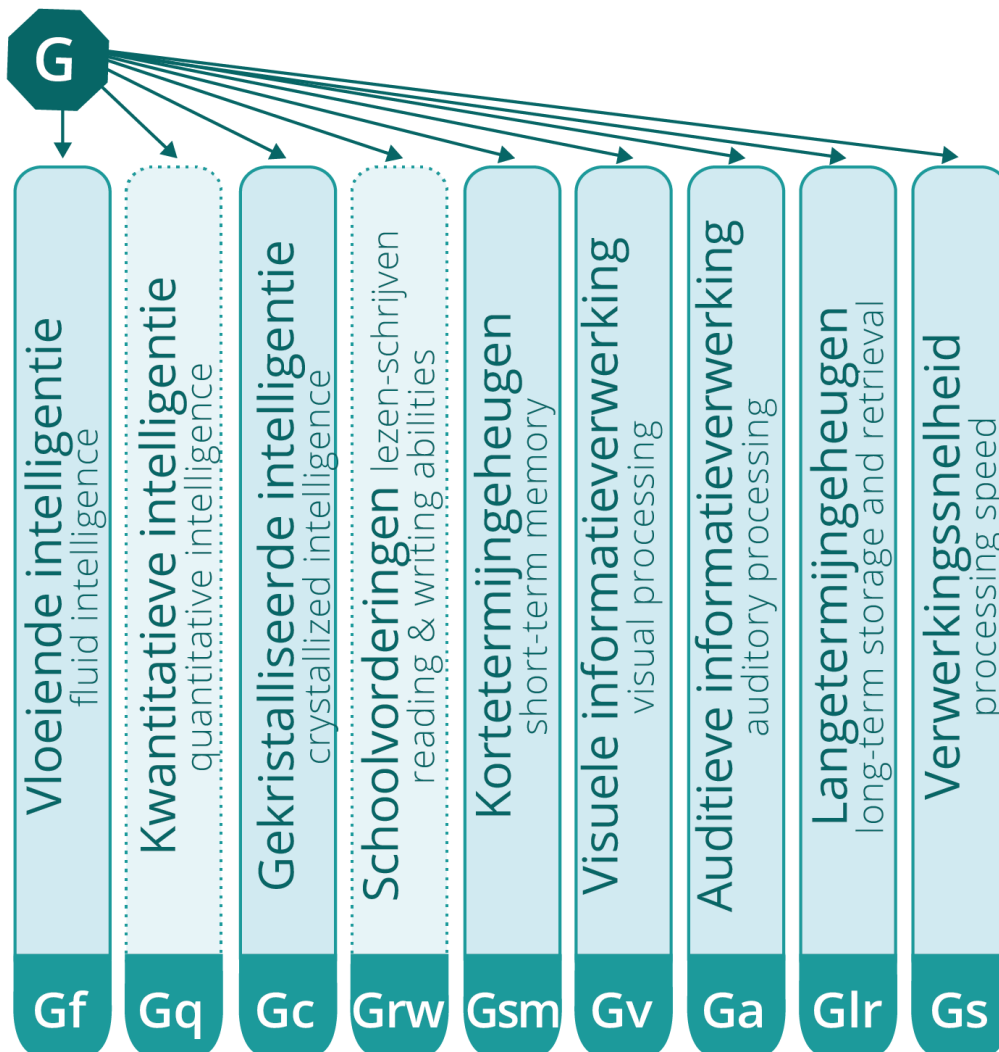 G
Vloeiende intelligentie
fluid intelligence
Gf
Kwantitatieve intelligentie
quantitative intelligence
Gq
Gekristalliseerde intelligentie
crystallized intelligence
Gc
Schoolvorderingen lezen-schrijven
reading & writing abilities
Grw
Kortetermijngeheugen
short-term memory
Gsm
Visuele informatieverwerking
visual processing
Gv
Auditieve informatieverwerking
auditory processing
Ga
Langetermijngeheugen
long-term storage and retrieval
Glr
Verwerkingssnelheid
processing speed
Gs